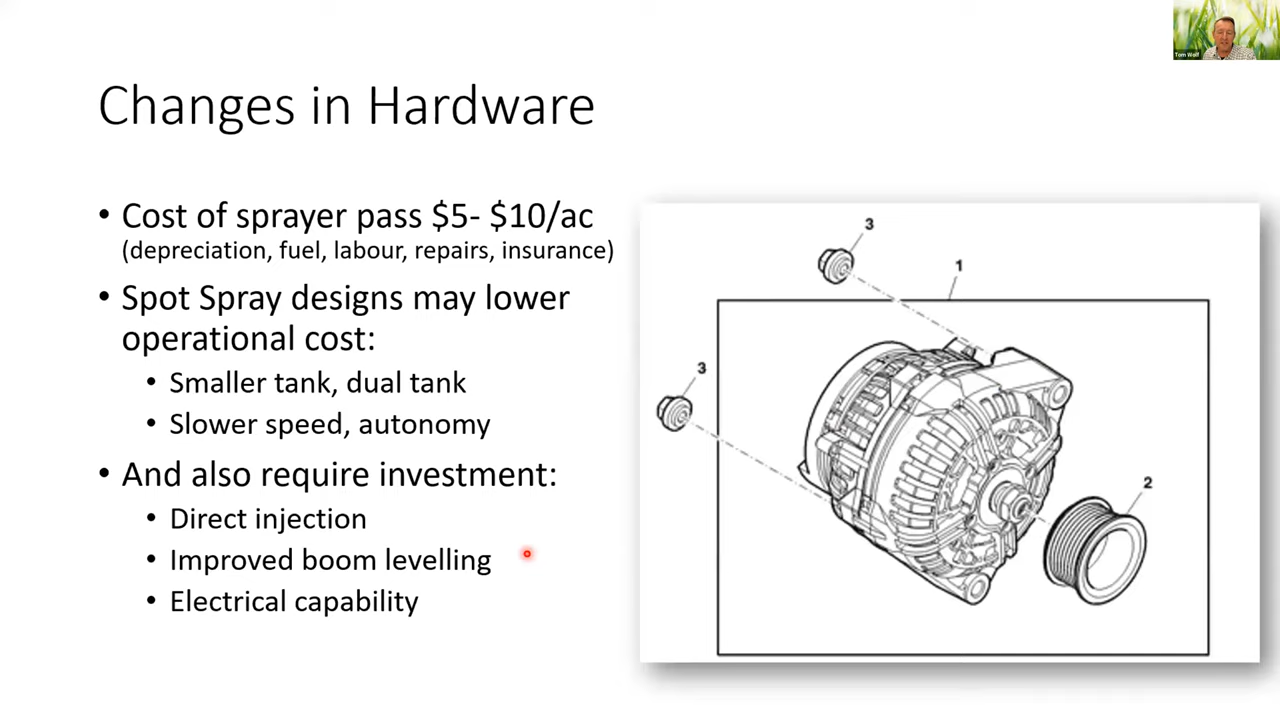 Tom Wolf
Changes in Hardware
• Cost of sprayer pass $5- $10/ac
(depreciation, fuel, labour, repairs, insurance)
• Spot Spray designs may lower
operational cost:
• Smaller tank, dual tank
• Slower speed, autonomy
• And also require investment:
• Direct injection
• Improved boom levelling
• Electrical capability
3
1
3
2